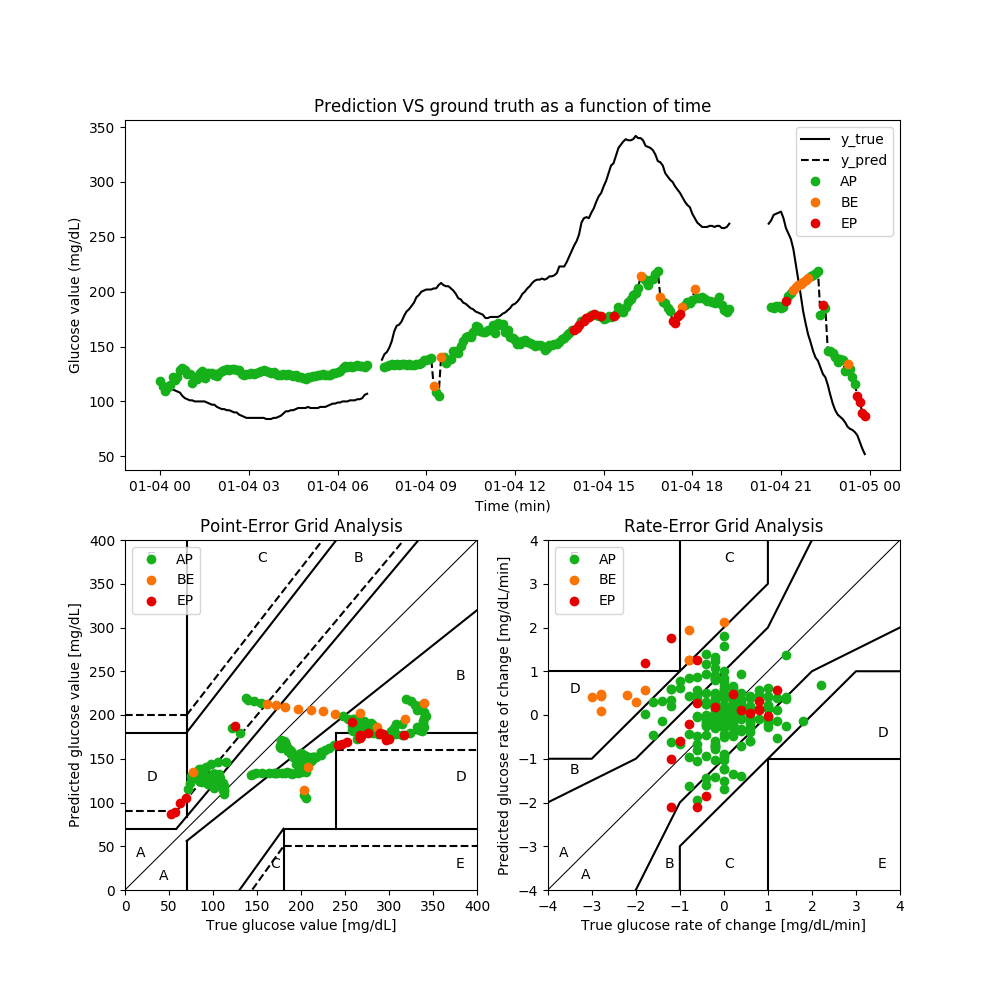 Prediction VS ground truth as a function of time
350
300
250
200
150
100
50
Glucose value (mg/dL)
y_true
y_pred
AP
BE
EP
01-04 00 01-04 03 01-04 06 01-04 09 01-04 12 01-04 15 01-04 18 01-04 21 01-05 00
Time (min)
Point-Error Grid Analysis
400
350
300
250
200
150
100
50
0
Predicted glucose value [mg/dL]
AP
BE
EP
C B
B
D D
A
A
C E
0 50 100 150 200 250 300 350 400
True glucose value [mg/dL]
Rate-Error Grid Analysis
4
3
2
1
0
−1
−2
−3
−4
Predicted glucose rate of change [mg/dL/min]
AP
BE
EP
C
D
D
B
A
A
B C E
−4 −3 −2 −1 0 1 2 3 4
True glucose rate of change [mg/dL/min]